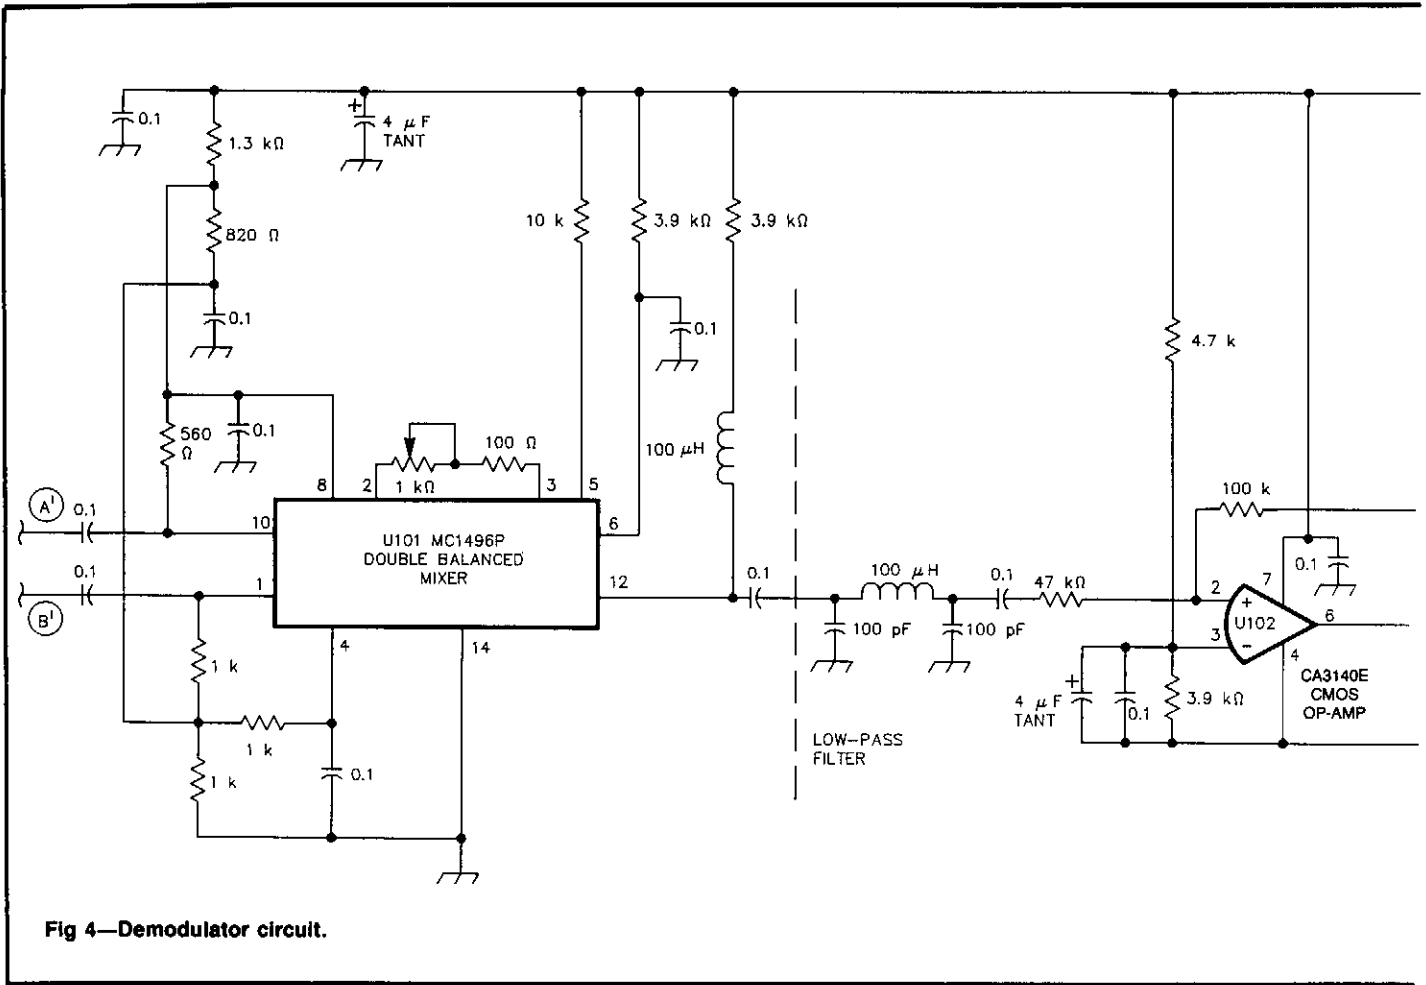 0.1
1.3 kΩ
+
4 μF
TANT
820 Ω
10 k
3.9 kΩ
3.9 kΩ
0.1
0.1
4.7 k
560
Ω
0.1
100 Ω
100 μH
8
2
1 kΩ
3
5
100 k
A'
0.1
10
U101 MC1496P
DOUBLE BALANCED
MIXER
6
0.1
7
B'
0.1
1
12
0.1
100 μH
0.1
47 kΩ
2
+
U102
6
3
−
4
100 pF
100 pF
4
14
1 k
1 k
1 k
0.1
LOW-PASS
FILTER
+
4 μF
TANT
0.1
3.9 kΩ
CA3140E
CMOS
OP-AMP
Fig 4—Demodulator circuit.